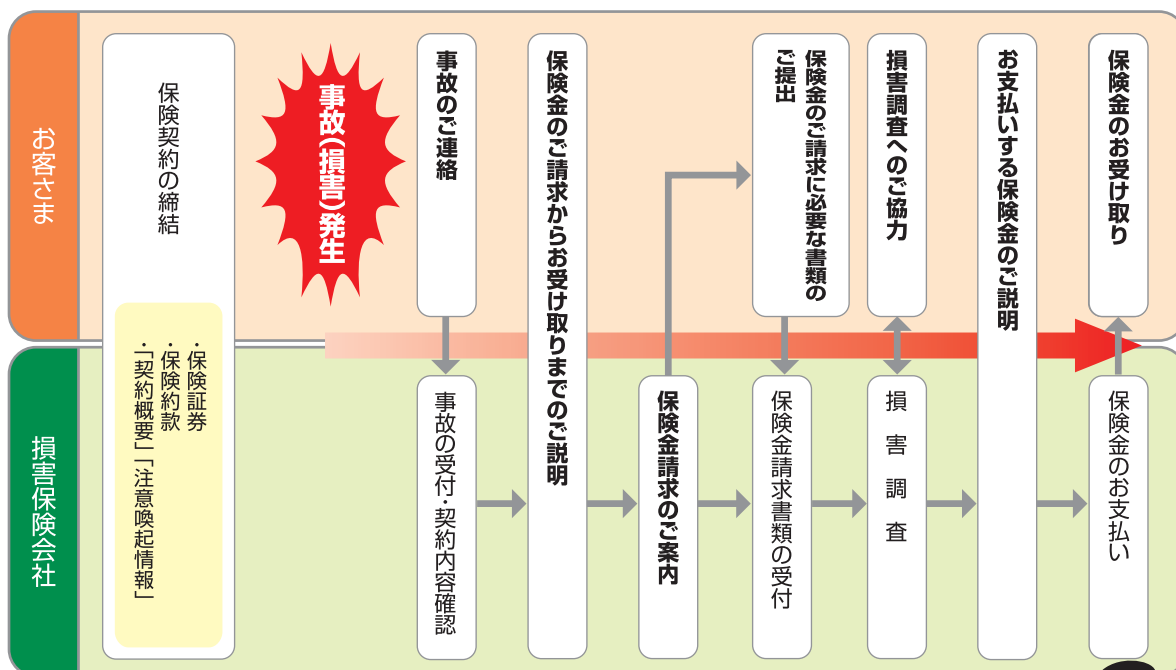 お客さま
損害保険会社
保険契約の締結
・保険証券
・保険約款
・「契約概要」「注意喚起情報」
事故(損害)発生
事故のご連絡
事故の受付・契約内容確認
保険金のご請求からお受け取りまでのご説明
保険金請求のご案内
保険金のご請求に必要な書類の
ご提出
保険金請求書類の受付
損害調査へのご協力
損害調査
お支払いする保険金のご説明
保険金のお受け取り
保険金のお支払い